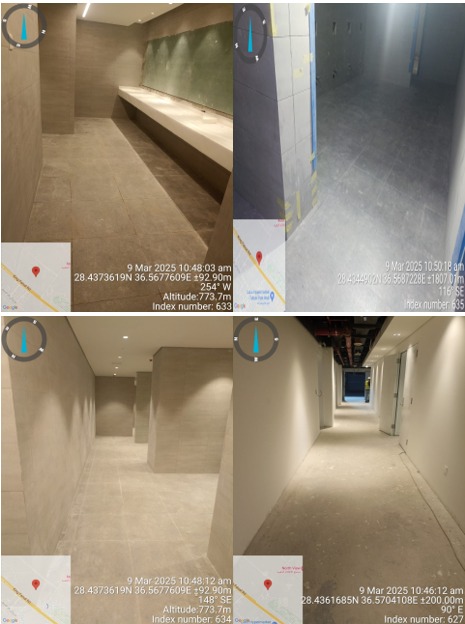 9 Mar 2025 10:48:03 am
28.4373619N 36.5677609E ±92.90m
254° W
Altitude:773.7m
Index number: 633
Google
9 Mar 2025 10:50:18 am
116° SE
Index number: 635
Google
9 Mar 2025 10:48:12 am
28.4373619N 36.5677609E ±92.90m
148° SE
Altitude:773.7m
Index number: 634
Google
9 Mar 2025 10:46:12 am
28.4361685N 36.5704108E ±200.00m
90° E
Index number: 627
Google